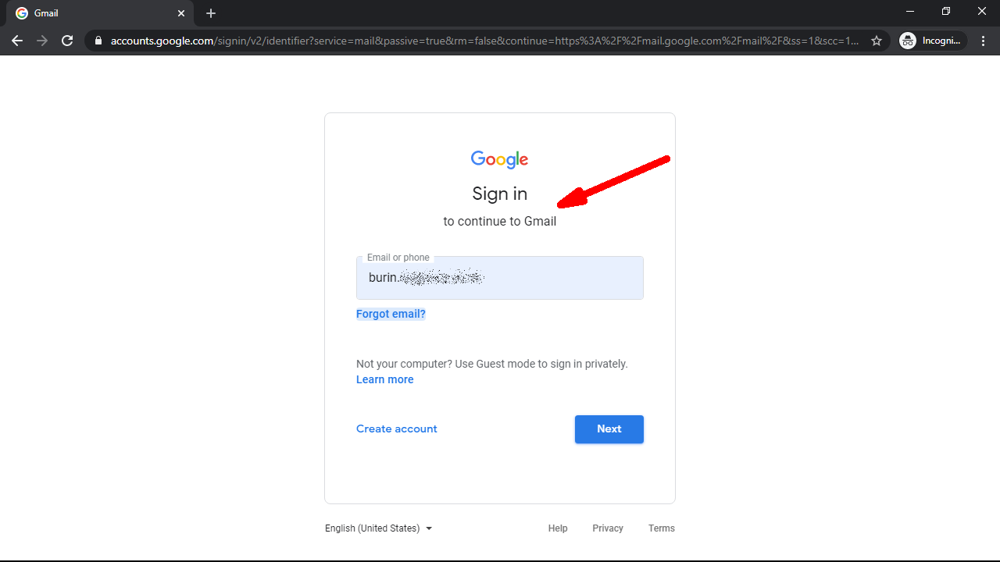 Gmail
accounts.google.com/signin/v2/identifier?service=mail&passive=true&rm=false&continue=https%3A%2F%2Fmail.google.com%2Fmail%2F&ss=1&scc=1...
Incogni...
Google
Sign in
to continue to Gmail
Email or phone
burin.
Forgot email?
Not your computer? Use Guest mode to sign in privately.
Learn more
Create account
Next
English (United States)
Help
Privacy
Terms